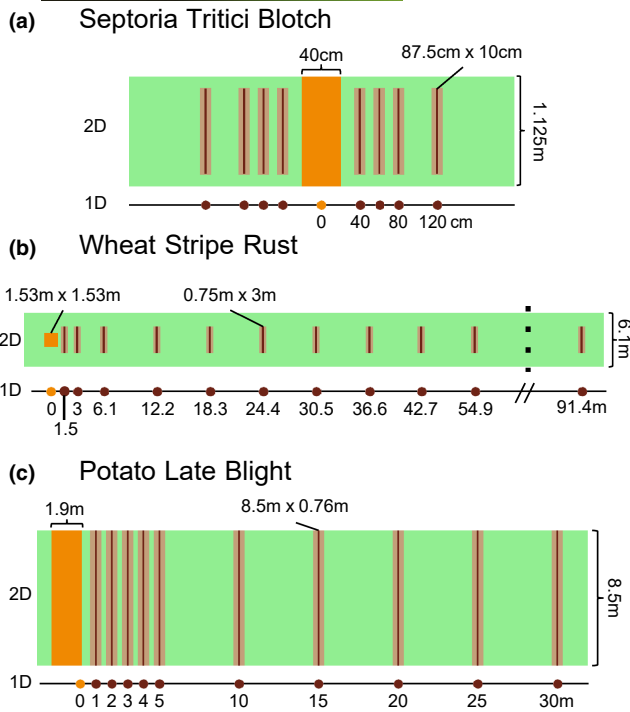 (a) Septoria Tritici Blotch
40cm 87.5cm x 10cm
2D
1.125m
1D
0 40 80 120 cm
(b) Wheat Stripe Rust
1.53m x 1.53m 0.75m x 3m
2D
6.1m
1D
0 3 6.1 12.2 18.3 24.4 30.5 36.6 42.7 54.9 // 91.4m
1.5
(c) Potato Late Blight
1.9m 8.5m x 0.76m
2D
8.5m
1D
0 1 2 3 4 5 10 15 20 25 30m